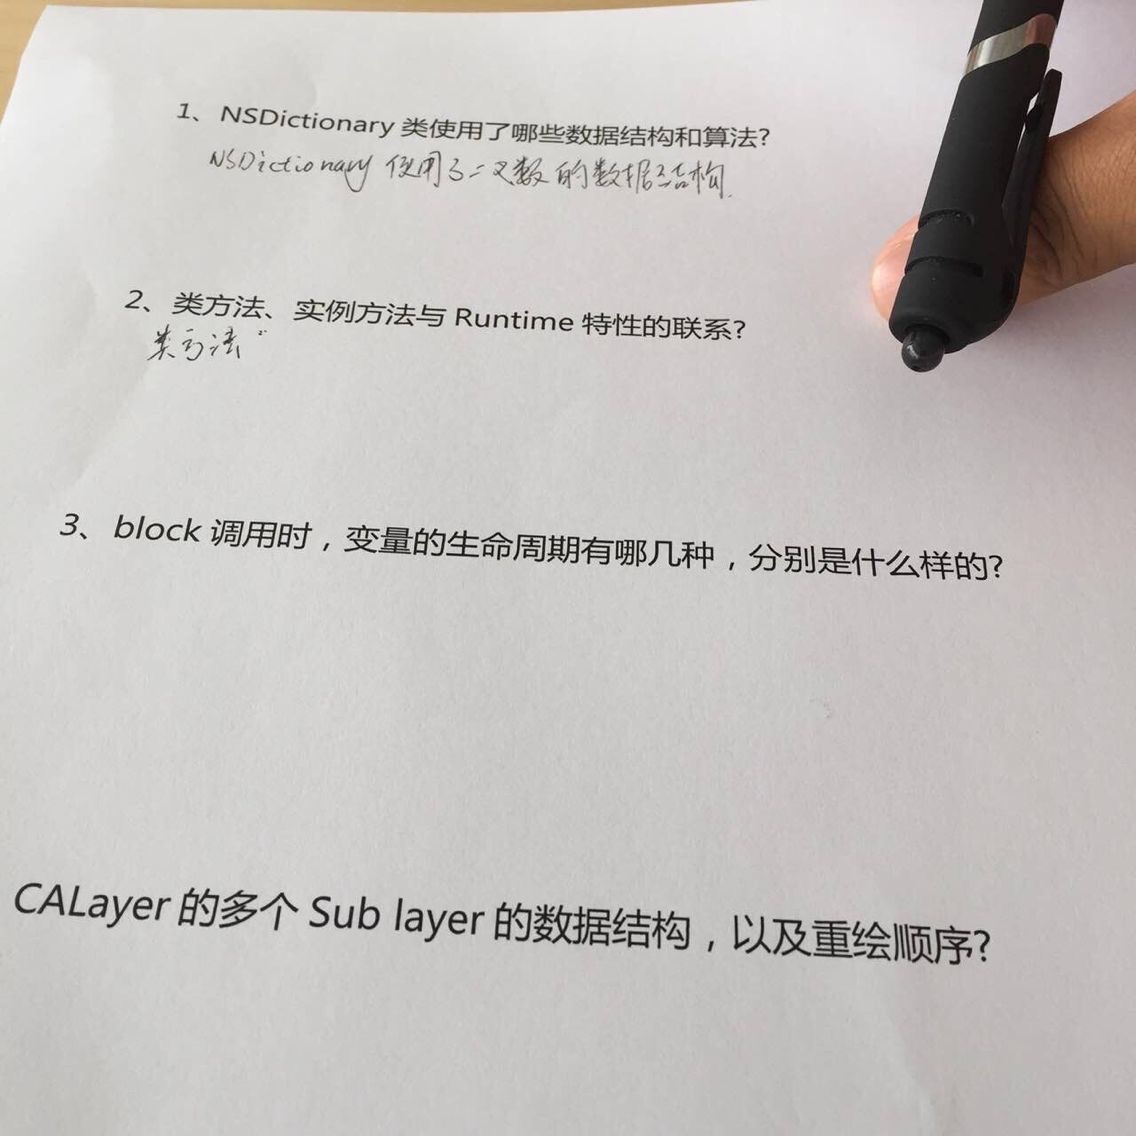 1、NSDictionary 类使用了哪些数据结构和算法?
NSDictionary 使用了二叉数的数据结构.
2、类方法、实例方法与 Runtime 特性的联系?
类方法
3、block 调用时，变量的生命周期有哪几种，分别是什么样的?
CALayer 的多个 Sub layer 的数据结构，以及重绘顺序?